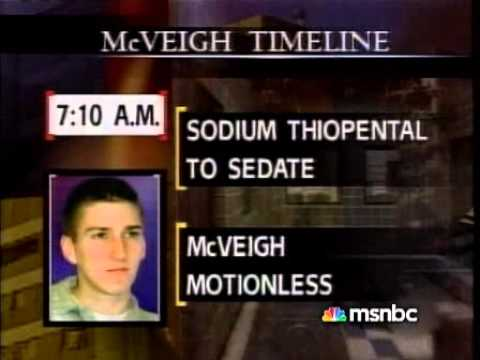 McVEIGH TIMELINE
7:10 A.M.
SODIUM THIOPENTAL
TO SEDATE
McVEIGH
MOTIONLESS
msnbc